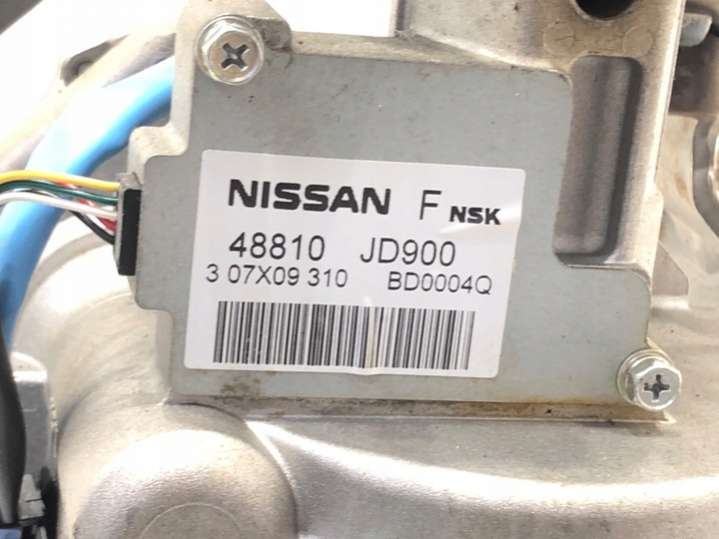 NISSAN F NSK
48810 JD900
3 07X09 310 BD0004Q